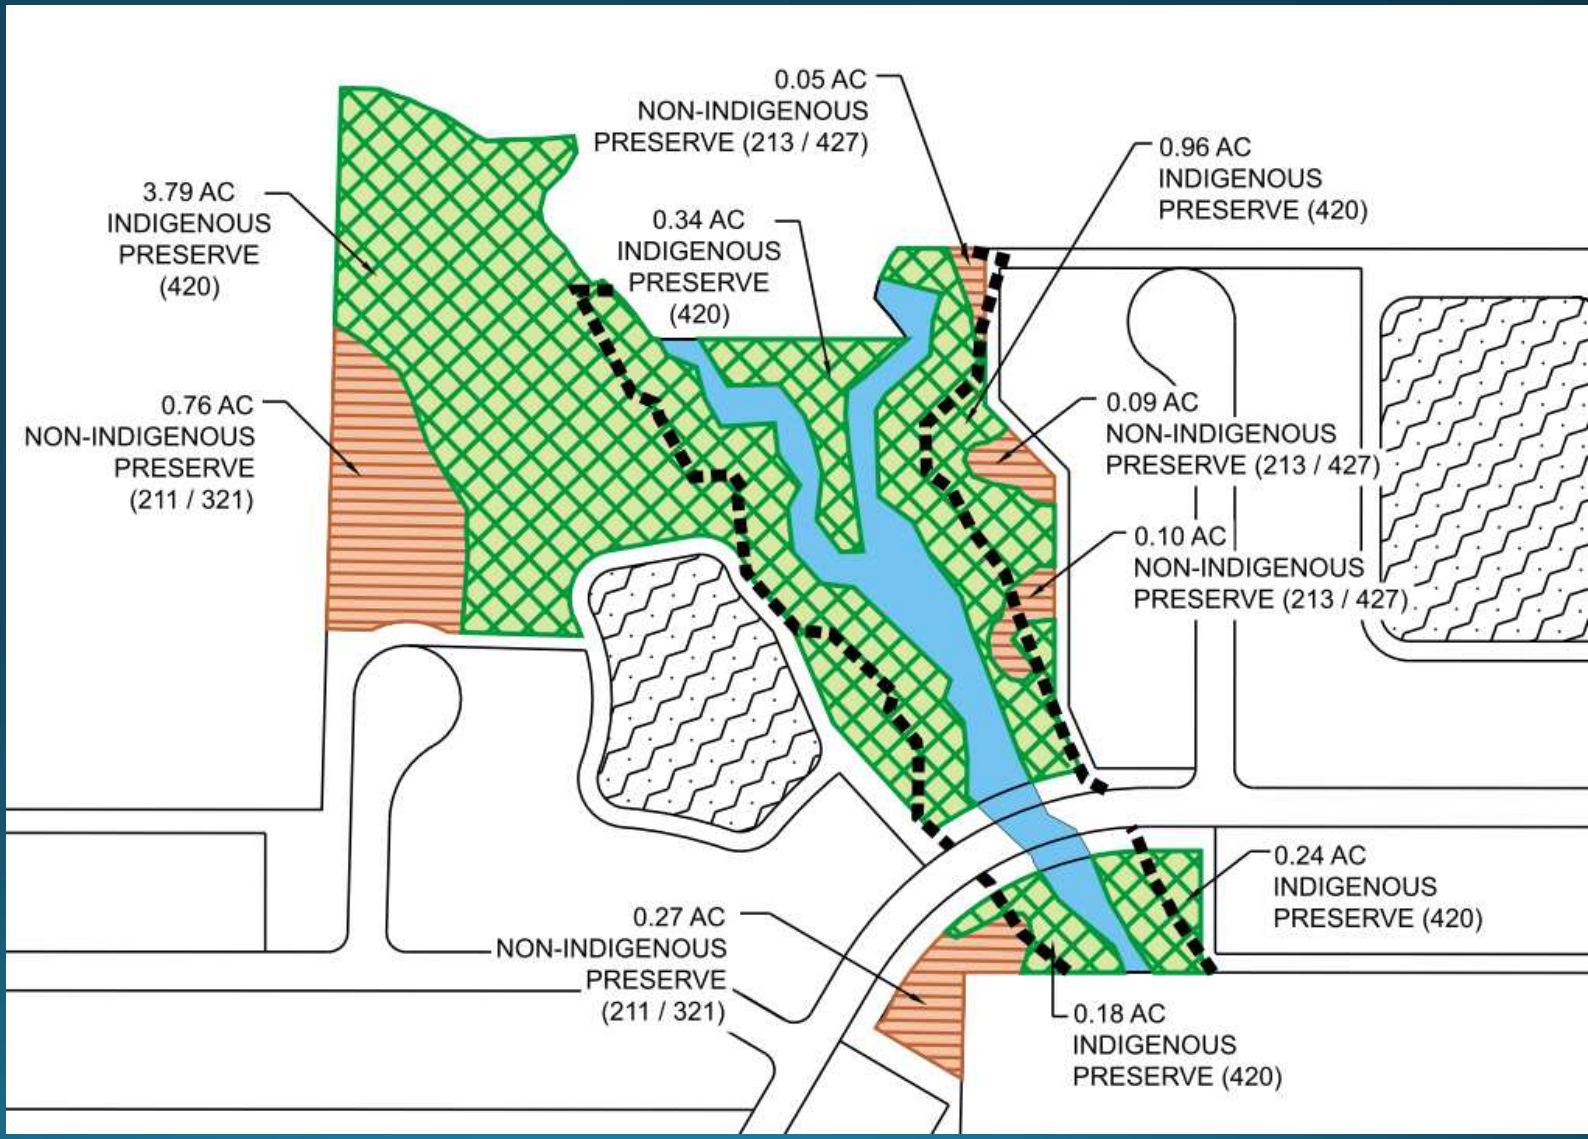 0.05 AC
NON-INDIGENOUS
PRESERVE (213 / 427)
0.96 AC
INDIGENOUS
PRESERVE (420)
3.79 AC
INDIGENOUS
PRESERVE
(420)
0.34 AC
INDIGENOUS
PRESERVE
(420)
0.76 AC
NON-INDIGENOUS
PRESERVE
(211 / 321)
0.09 AC
NON-INDIGENOUS
PRESERVE (213 / 427)
0.10 AC
NON-INDIGENOUS
PRESERVE (213 / 427)
0.24 AC
INDIGENOUS
PRESERVE (420)
0.27 AC
NON-INDIGENOUS
PRESERVE
(211 / 321)
0.18 AC
INDIGENOUS
PRESERVE (420)